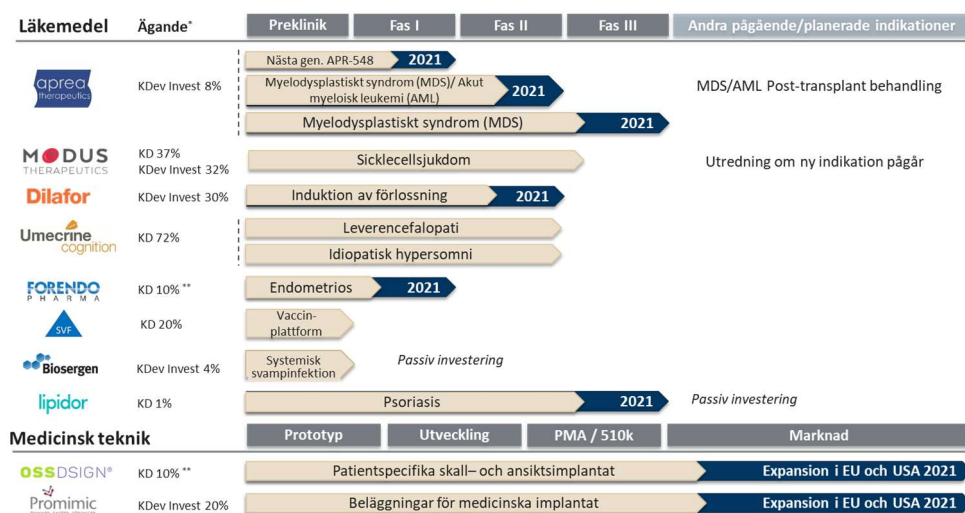 Läkemedel Ägande* Preklinik Fas I Fas II Fas III Andra pågående/planerade indikationer
Nästa gen. APR-548 2021
aprea
therapeutics
KDev Invest 8%
Myelodysplastiskt syndrom (MDS)/ Akut
myeloisk leukemi (AML)
2021
MDS/AML Post-transplant behandling
Myelodysplastiskt syndrom (MDS) 2021
MODUS
THERAPEUTICS
KD 37%
KDev Invest 32%
Sicklecellsjukdom
Utredning om ny indikation pågår
Dilafor KDev Invest 30% Induktion av förlossning 2021
Umecrine
cognition
KD 72%
Leverencefalopati
Idiopatisk hypersomni
FORENDO
PHARMA
KD 10% **
Endometrios 2021
SVF KD 20%
Vaccin-
plattform
Biosergen KDev Invest 4%
Systemisk
svampinfektion
Passiv investering
lipidor KD 1% Psoriasis 2021 Passiv investering
Medicinsk teknik Prototyp Utveckling PMA / 510k Marknad
OSSDSIGN® KD 10% ** Patientspecifika skall– och ansiktsimplantat Expansion i EU och USA 2021
Promimic KDev Invest 20% Beläggningar för medicinska implantat Expansion i EU och USA 2021